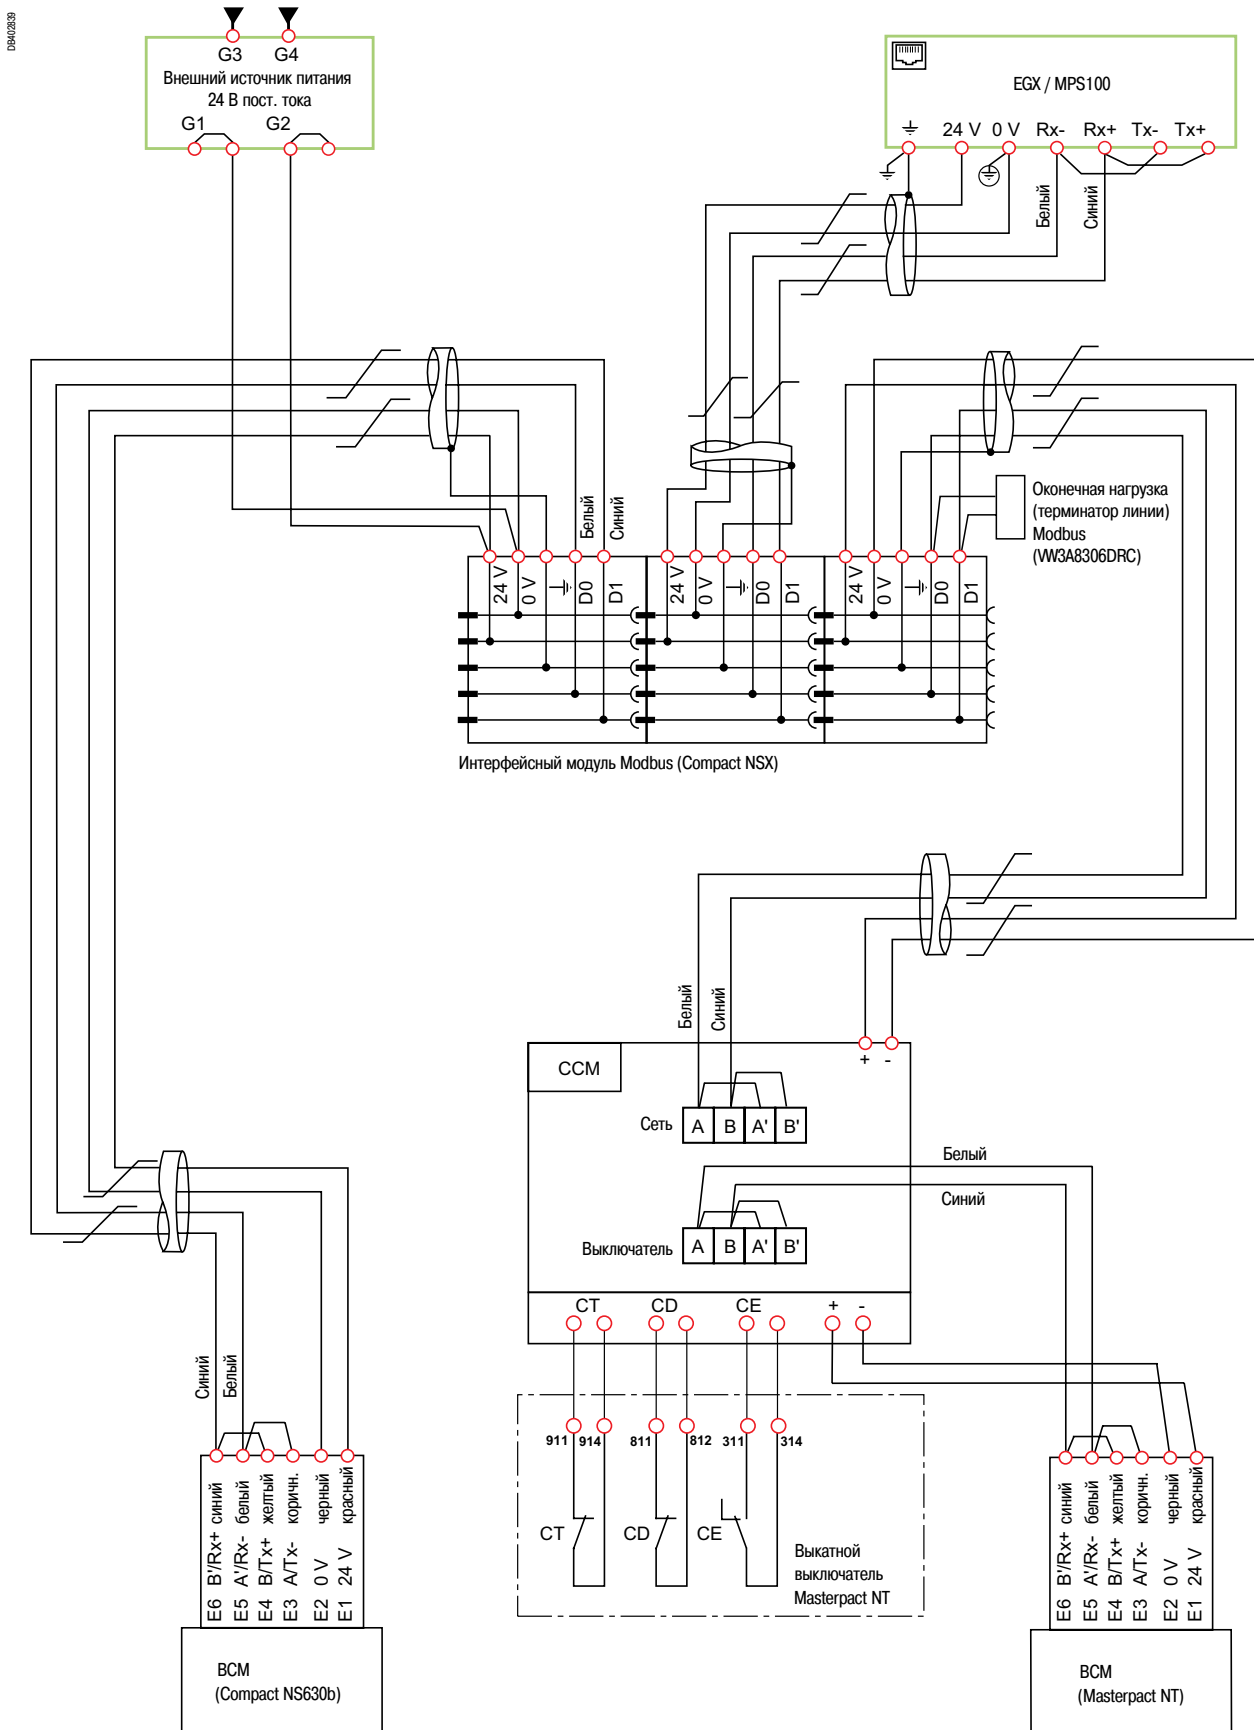 DB402839
G3 G4
Внешний источник питания
24 В пост. тока
G1 G2
EGX / MPS100
24 V 0 V Rx- Rx+ Tx- Tx+
Белый
Синий
Белый
Синий
Оконечная нагрузка
(терминатор линии)
Modbus
(VW3A8306DRC)
24 V
0 V
D0
D1
24 V
0 V
D0
D1
24 V
0 V
D0
D1
Интерфейсный модуль Modbus (Compact NSX)
Белый
Синий
CCM
+ -
Сеть A B A' B'
Белый
Синий
Выключатель A B A' B'
CT CD CE + -
Синий
Белый
911 914 811 812 311 314
CT CD CE
Выкатной
выключатель
Masterpact NT
E6 B'/Rx+ синий
E5 A'/Rx- белый
E4 B/Tx+ желтый
E3 A/Tx- коричн.
E2 0 V черный
E1 24 V красный
BCM
(Compact NS630b)
E6 B'/Rx+ синий
E5 A'/Rx- белый
E4 B/Tx+ желтый
E3 A/Tx- коричн.
E2 0 V черный
E1 24 V красный
BCM
(Masterpact NT)